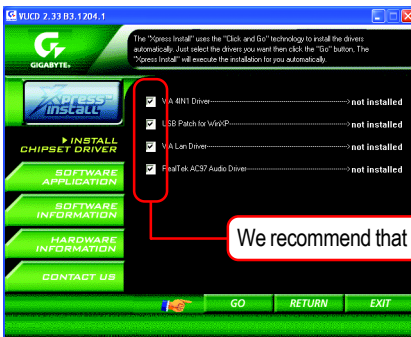 VUCD 2.33 B3.1204.1
GIGABYTE
The "Xpress Install" uses the "Click and Go" technology to install the drivers
automatically. Just select the drivers you want then click the "Go" button, The
"Xpress Install" will execute the installation for you automatically.
Xpress
INSTALL
VIA 4IN1 Driver > not installed
USB Patch for WinXP > not installed
VIA Lan Driver > not installed
RealTek AC97 Audio Driver > not installed
INSTALL
CHIPSET DRIVER
SOFTWARE
APPLICATION
SOFTWARE
INFORMATION
HARDWARE
INFORMATION
CONTACT US
We recommend that
GO
RETURN
EXIT